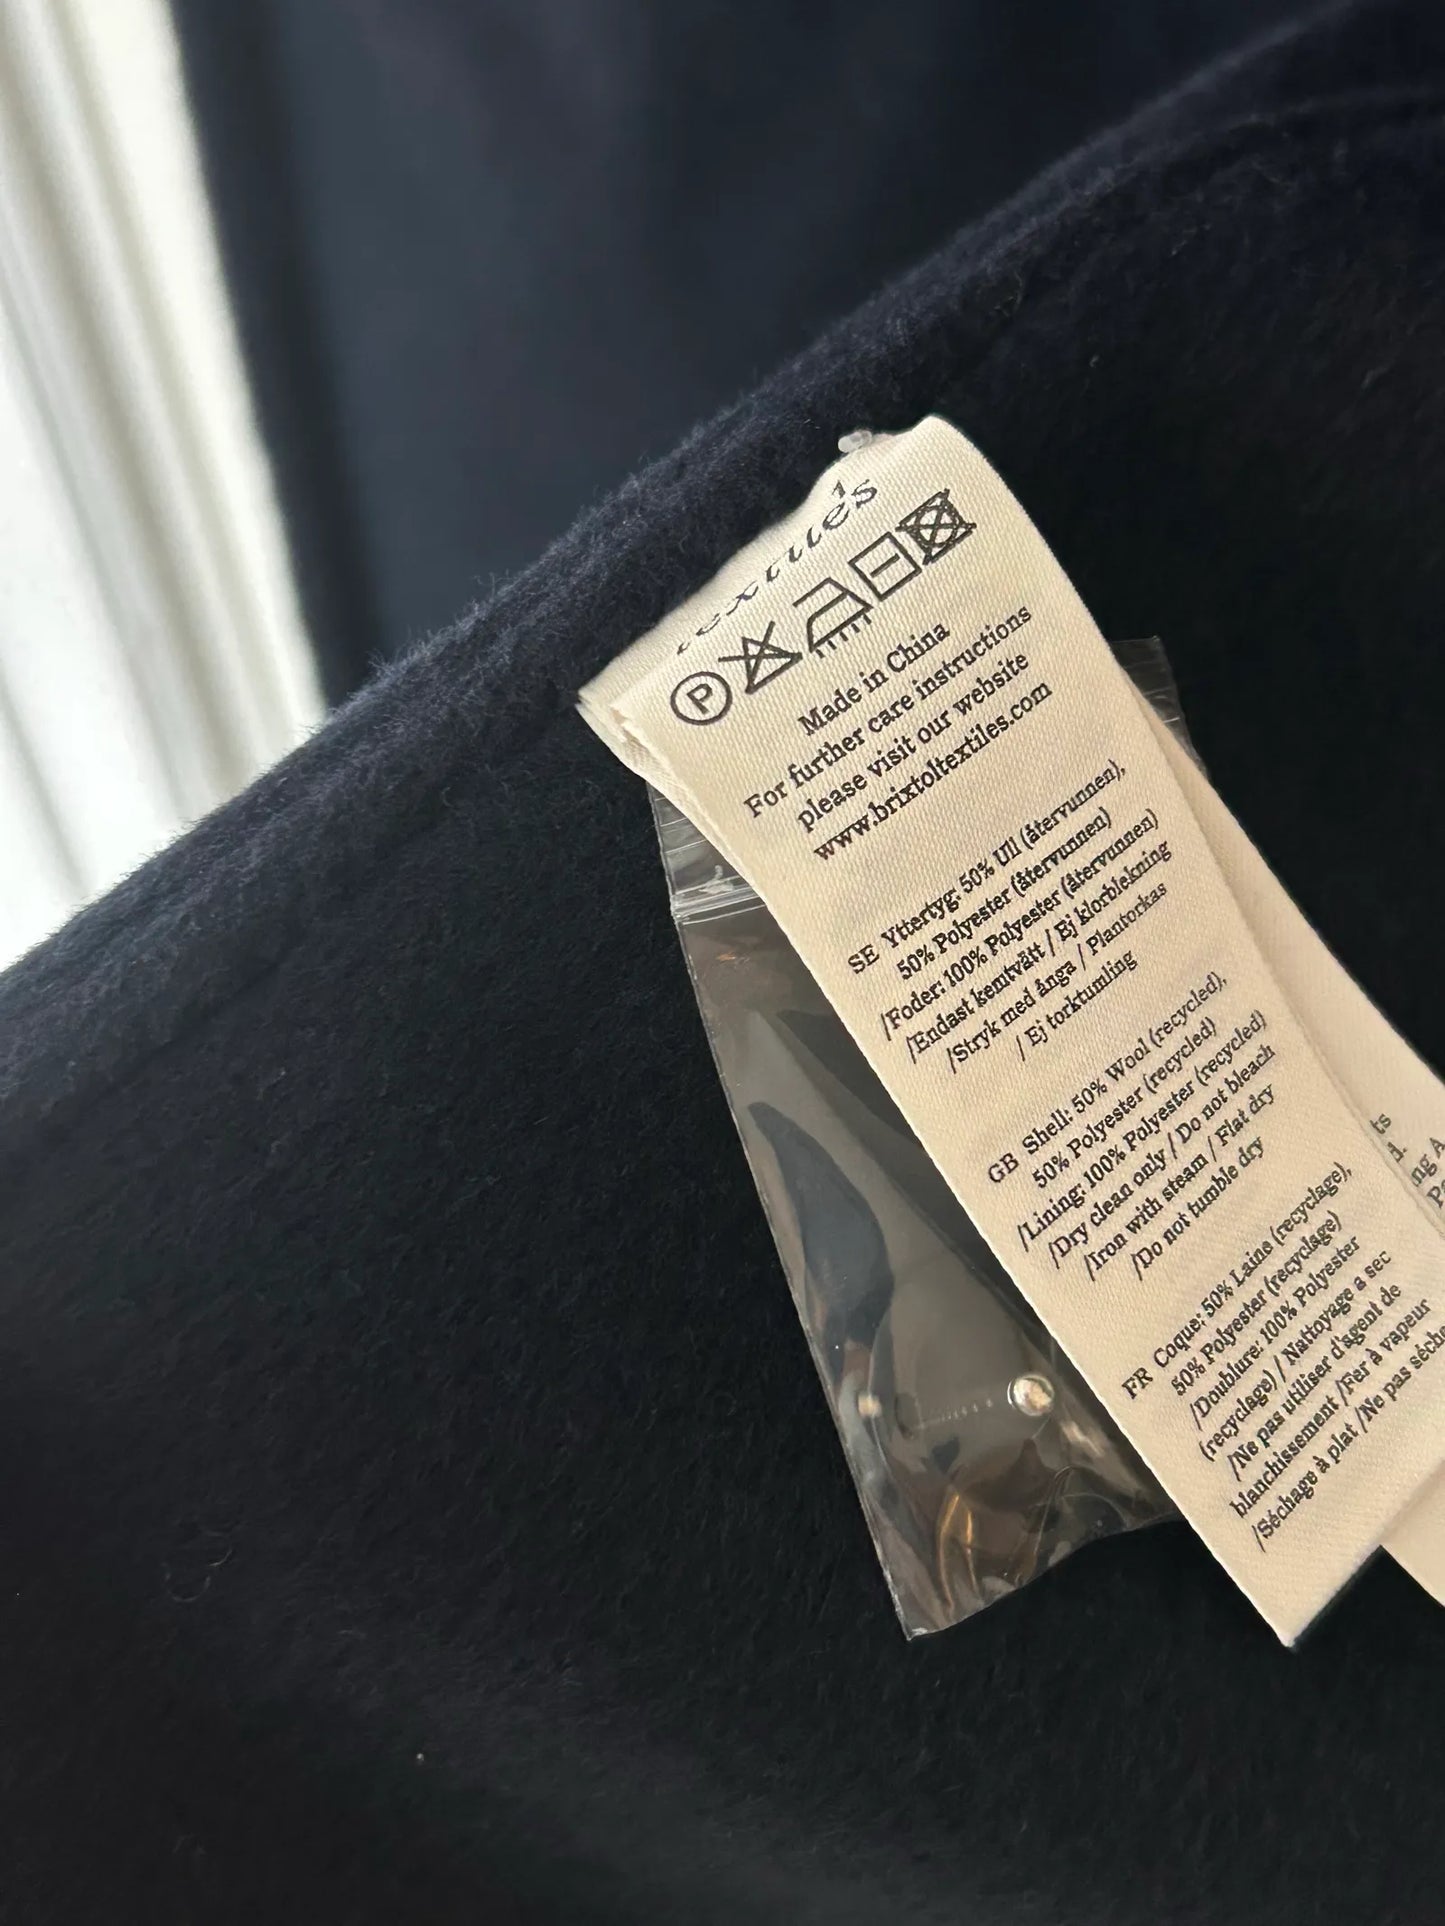 textiles
P
Made in China
For further care instructions
please visit our website
www.brixtoltextiles.com
SE Yttertyg: 50% Ull (återvunnen),
50% Polyester (återvunnen)
/Foder: 100% Polyester (återvunnen)
/Endast kemtvätt / Ej klorblekning
/Stryk med ånga / Plantorkas
/ Ej torktumling
GB Shell: 50% Wool (recycled),
50% Polyester (recycled)
/Lining: 100% Polyester (recycled)
/Dry clean only / Do not bleach
/Iron with steam / Flat dry
/Do not tumble dry
FR Coque: 50% Laine (recyclage),
50% Polyester (recyclage)
/Doublure: 100% Polyester
(recyclage) / Nattoyage a sec
/Ne pas utiliser d'agent de
blanchissement /Fer à vapeur
/Séchage à plat /Ne pas séche
ts
d.
ng A